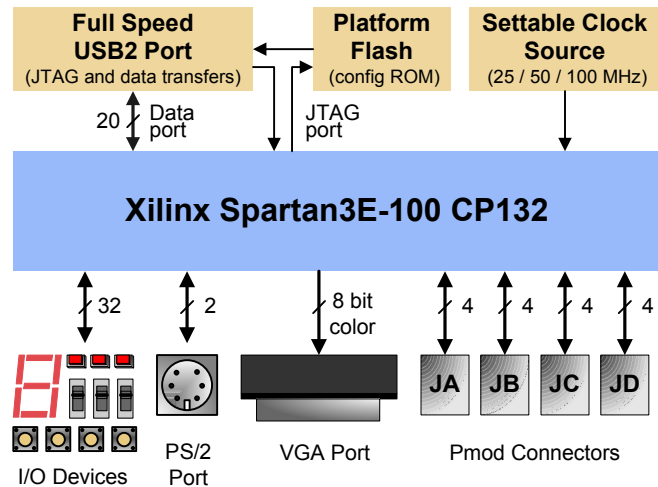 Full Speed
USB2 Port
(JTAG and data transfers)
Platform
Flash
(config ROM)
Settable Clock
Source
(25 / 50 / 100 MHz)
20
Data
port
JTAG
port
Xilinx Spartan3E-100 CP132
32
2
8 bit
color
4
4
4
4
JA
JB
JC
JD
I/O Devices
PS/2
Port
VGA Port
Pmod Connectors